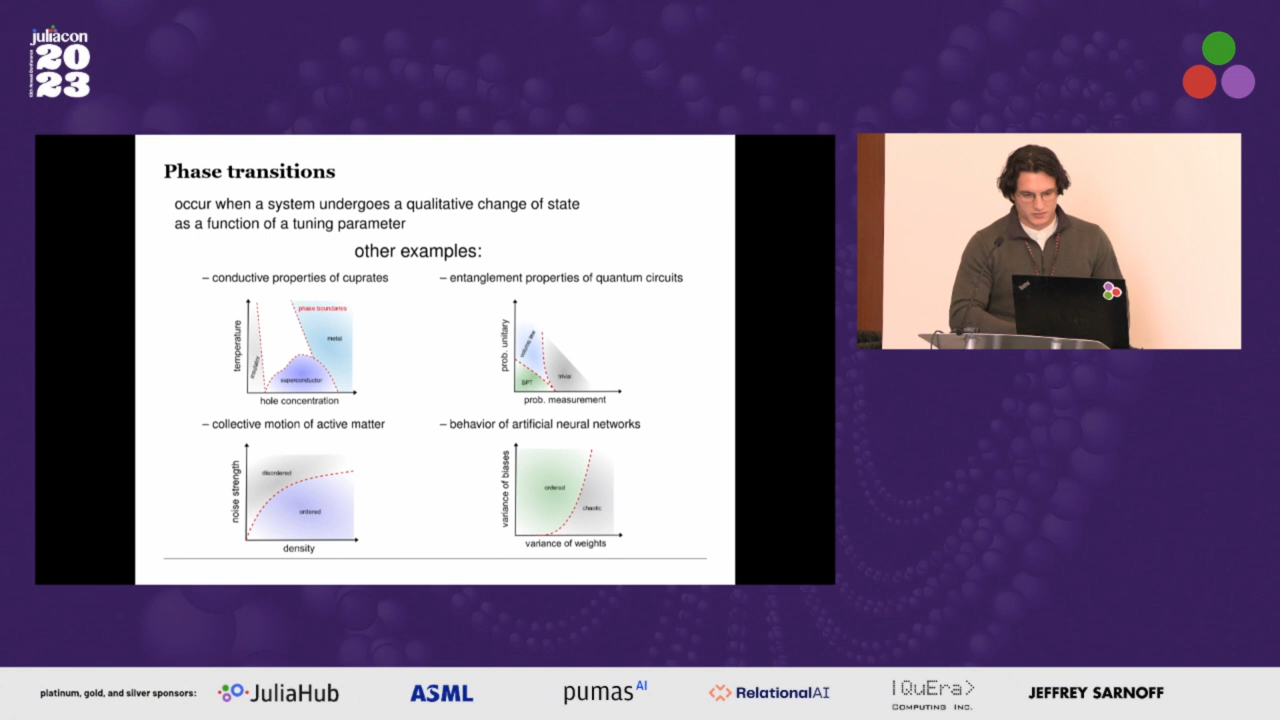 juliacon
20
23
Phase transitions
occur when a system undergoes a qualitative change of state
as a function of a tuning parameter
other examples:
– conductive properties of cuprates
temperature
insulator
phase boundaries
metal
superconductor
hole concentration
– entanglement properties of quantum circuits
prob. unitary
volume law
SPT
trivial
prob. measurement
– collective motion of active matter
noise strength
disordered
ordered
density
– behavior of artificial neural networks
variance of biases
ordered
chaotic
variance of weights
platinum, gold, and silver sponsors:
JuliaHub
ASML
pumas AI
RelationalAI
|QuEra>
COMPUTING INC.
JEFFREY SARNOFF